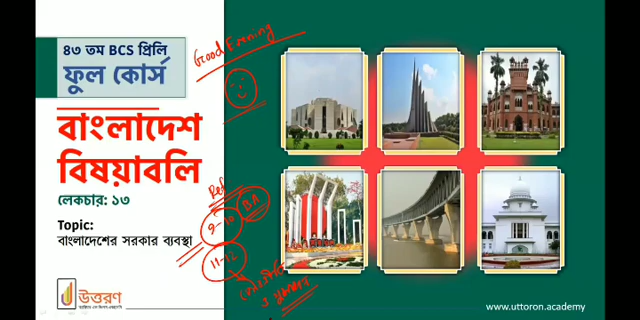 ৪৩ তম BCS প্রিলি
ফুল কোর্স
Good Evening
বাংলাদেশ
বিষয়াবলি
লেকচার: ১৩
Topic:
বাংলাদেশের সরকার ব্যবস্থা
Ref
9-10
BA
11-12
উত্তরণ
www.uttoron.academy